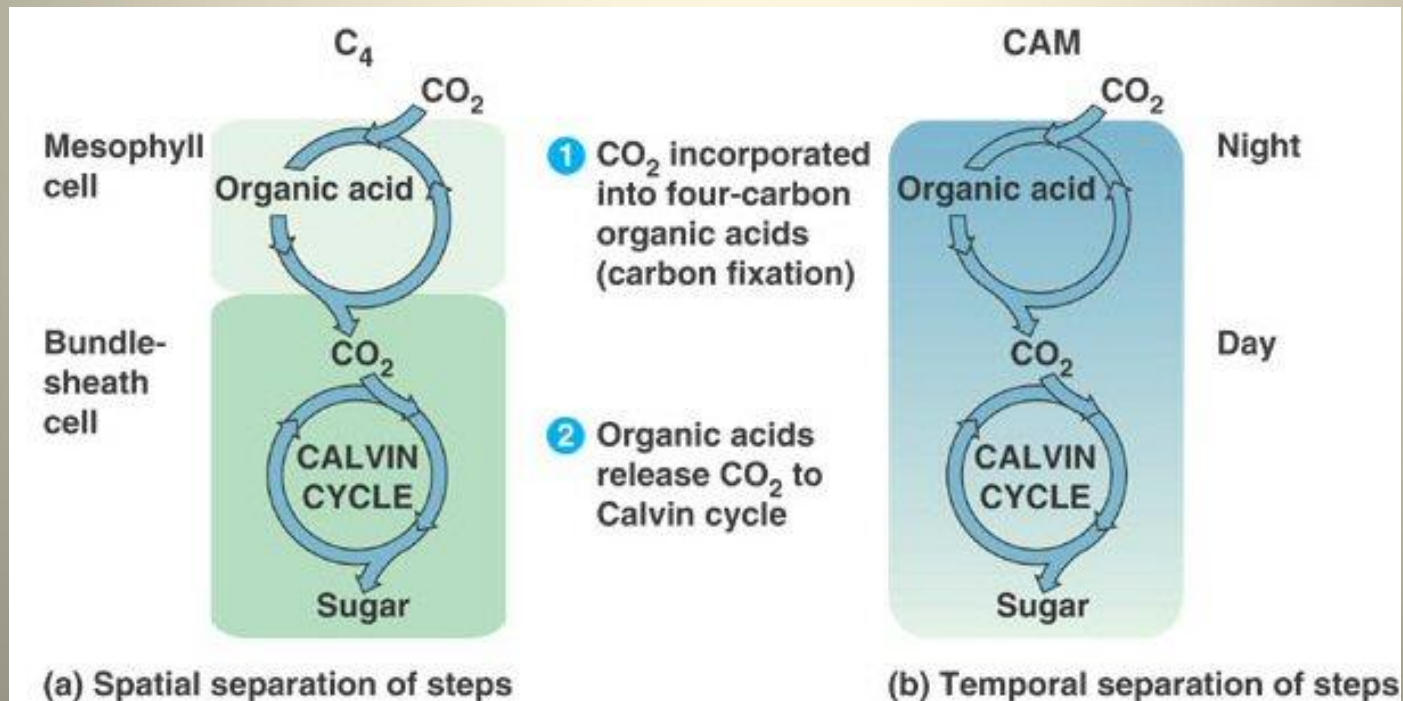 C₄
CO₂
Mesophyll
cell
Organic acid
Bundle-
sheath
cell
CO₂
CALVIN
CYCLE
Sugar
(a) Spatial separation of steps
1 CO₂ incorporated
into four-carbon
organic acids
(carbon fixation)
2 Organic acids
release CO₂ to
Calvin cycle
CAM
CO₂
Night
Organic acid
Day
CO₂
CALVIN
CYCLE
Sugar
(b) Temporal separation of steps